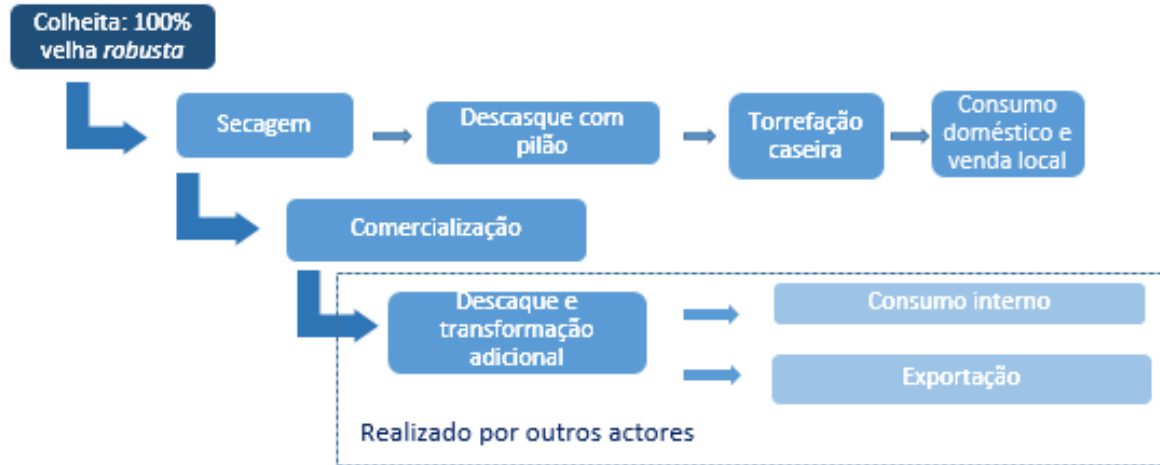 Colheita: 100%
velha robusta
Secagem
Descasque com
pilão
Torrefação
caseira
Consumo
doméstico e
venda local
Comercialização
Descaque e
transformação
adicional
Consumo interno
Exportação
Realizado por outros actores